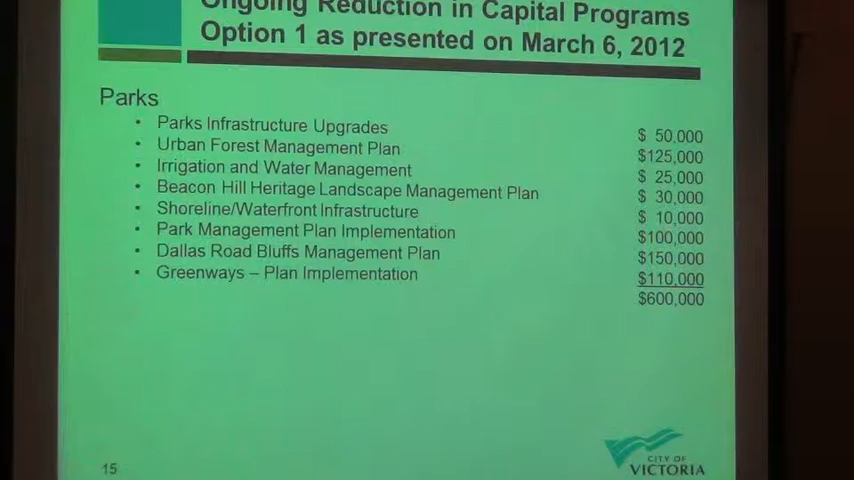 Ongoing Reduction in Capital Programs
Option 1 as presented on March 6, 2012
Parks
• Parks Infrastructure Upgrades $ 50,000
• Urban Forest Management Plan $125,000
• Irrigation and Water Management $ 25,000
• Beacon Hill Heritage Landscape Management Plan $ 30,000
• Shoreline/Waterfront Infrastructure $ 10,000
• Park Management Plan Implementation $100,000
• Dallas Road Bluffs Management Plan $150,000
• Greenways – Plan Implementation $110,000
$600,000
15
CITY OF
VICTORIA